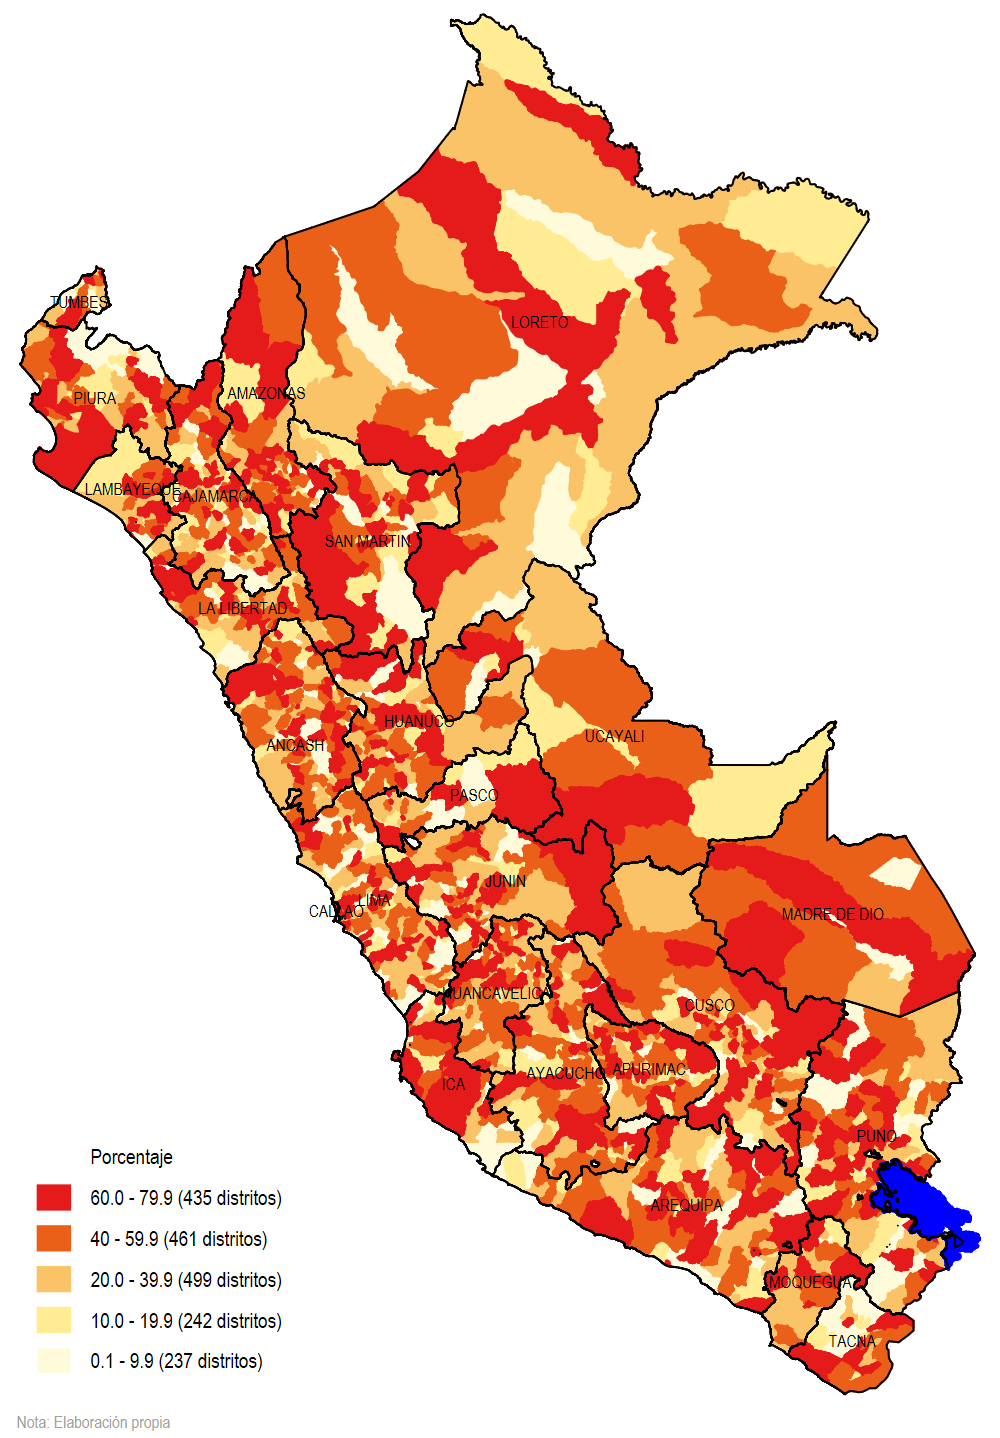 LORETO
TUMBES
AMAZONAS
PIURA
LAMBAYEQUE
CAJAMARCA
SAN MARTIN
LA LIBERTAD
HUANUCO
UCAYALI
ANCASH
PASCO
JUNIN
LIMA
CALLAO
MADRE DE DIO
HUANCAVELICA
CUSCO
AYACUCHO
APURIMAC
ICA
PUNO
AREQUIPA
MOQUEGUA
TACNA
Porcentaje
60.0 - 79.9 (435 distritos)
40 - 59.9 (461 distritos)
20.0 - 39.9 (499 distritos)
10.0 - 19.9 (242 distritos)
0.1 - 9.9 (237 distritos)
Nota: Elaboración propia